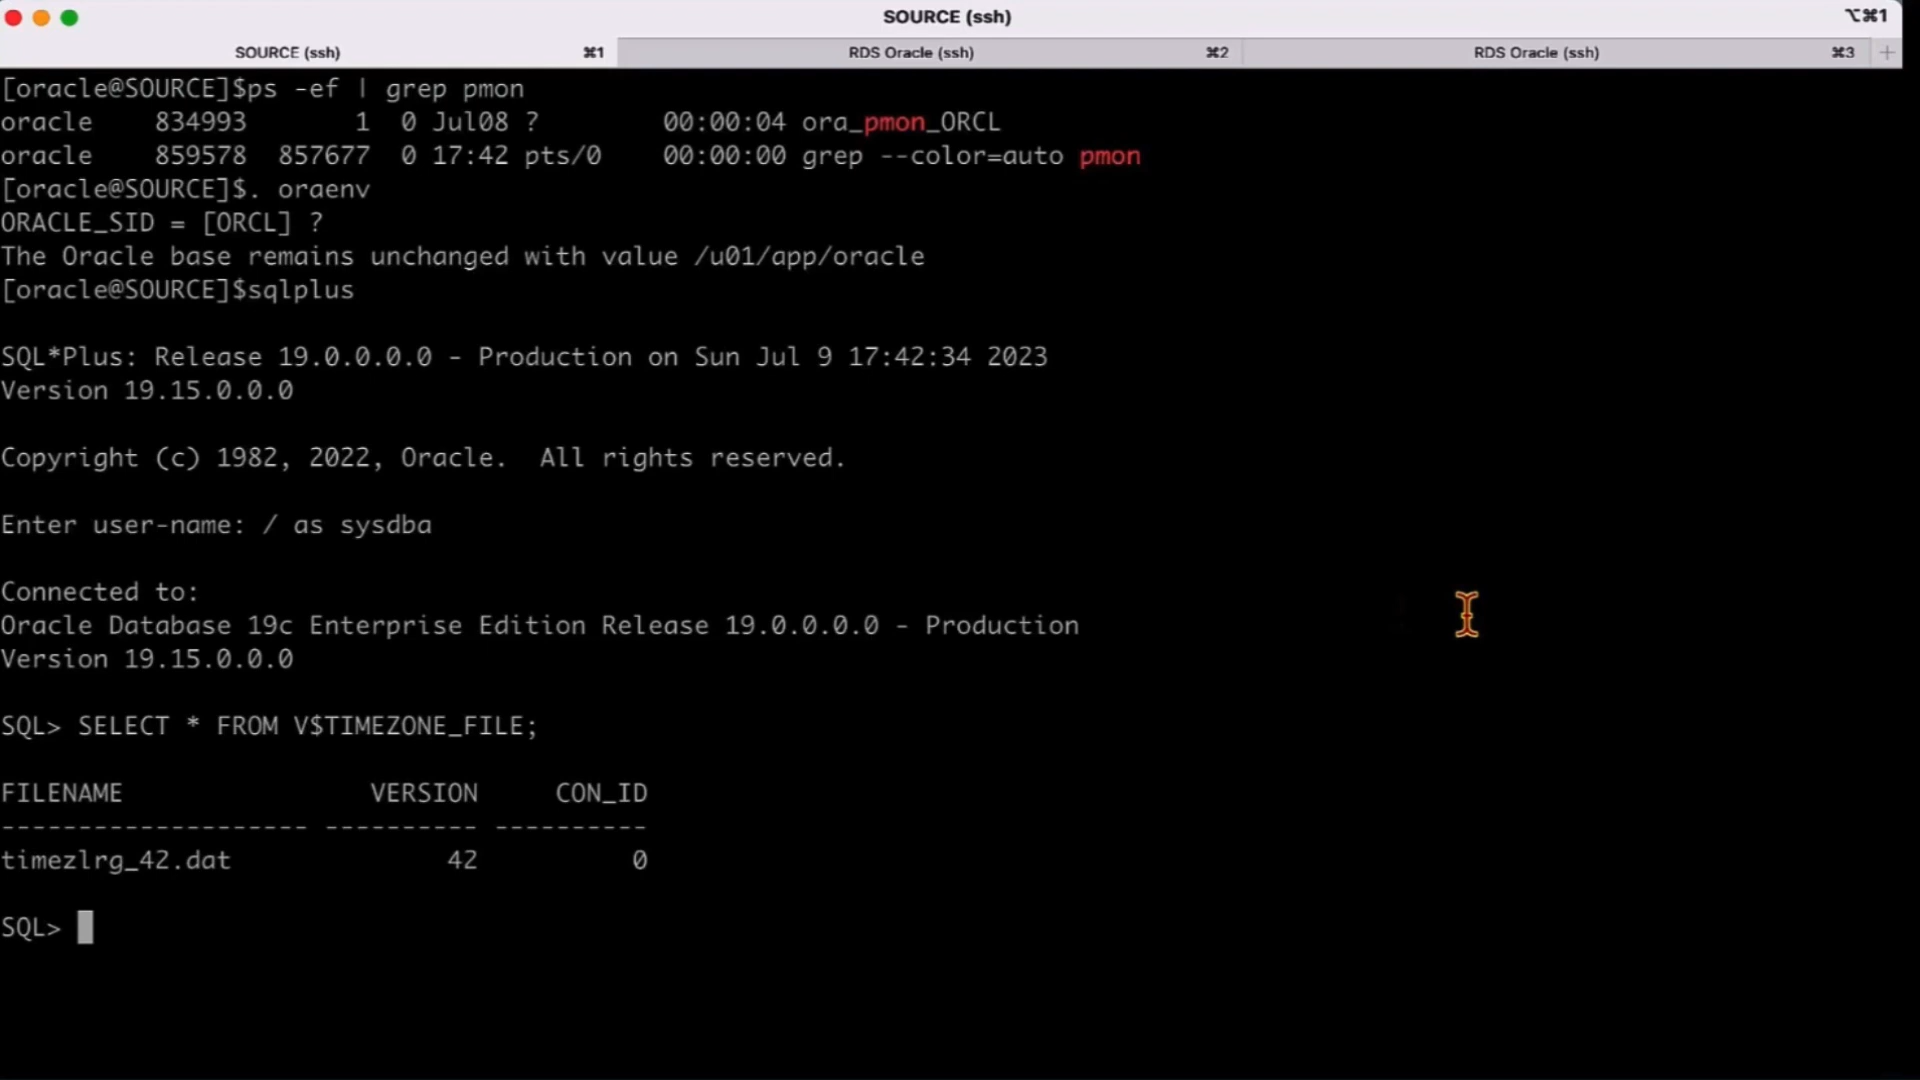 SOURCE (ssh)
⌥⌘1
SOURCE (ssh) ⌘1 RDS Oracle (ssh) ⌘2 RDS Oracle (ssh) ⌘3 +
[oracle@SOURCE]$ps -ef | grep pmon
oracle    834993       1  0 Jul08 ?        00:00:04 ora_pmon_ORCL
oracle    859578  857677  0 17:42 pts/0    00:00:00 grep --color=auto pmon
[oracle@SOURCE]$. oraenv
ORACLE_SID = [ORCL] ?
The Oracle base remains unchanged with value /u01/app/oracle
[oracle@SOURCE]$sqlplus
SQL*Plus: Release 19.0.0.0.0 - Production on Sun Jul 9 17:42:34 2023
Version 19.15.0.0.0
Copyright (c) 1982, 2022, Oracle.  All rights reserved.
Enter user-name: / as sysdba
Connected to:
Oracle Database 19c Enterprise Edition Release 19.0.0.0.0 - Production
Version 19.15.0.0.0
SQL> SELECT * FROM V$TIMEZONE_FILE;
FILENAME                VERSION     CON_ID
-------------------- ---------- ----------
timezlrg_42.dat              42          0
SQL>